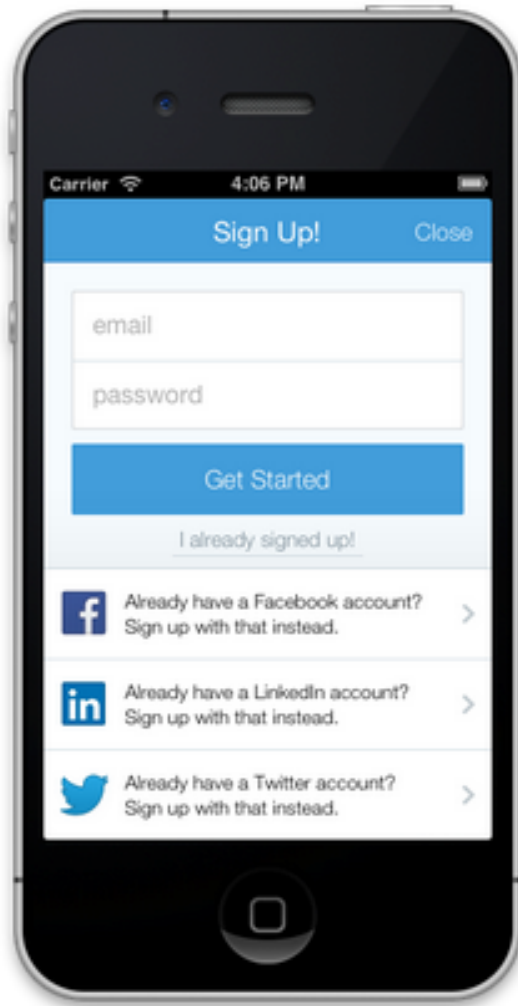 Carrier 4:06 PM
Sign Up! Close
email
password
Get Started
I already signed up!
Already have a Facebook account?
Sign up with that instead.
Already have a LinkedIn account?
Sign up with that instead.
Already have a Twitter account?
Sign up with that instead.